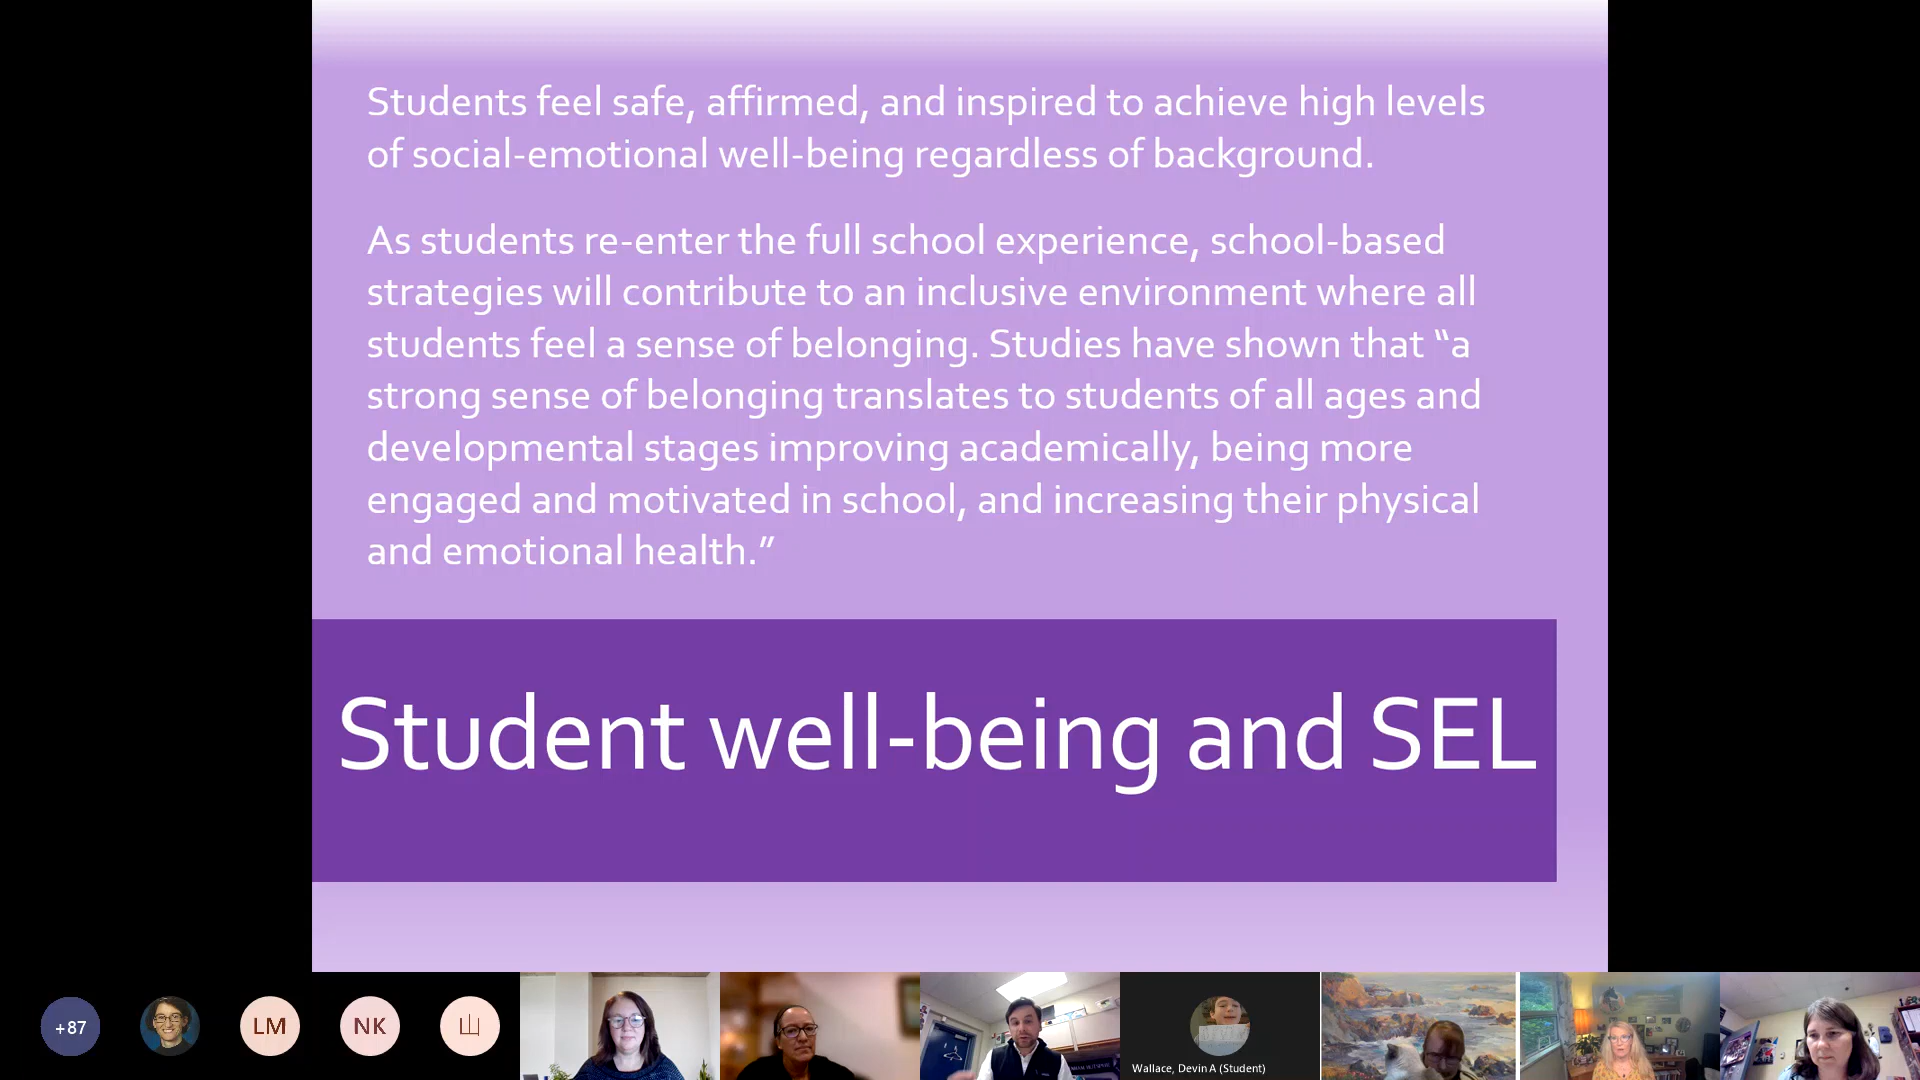 Students feel safe, affirmed, and inspired to achieve high levels
of social-emotional well-being regardless of background.
As students re-enter the full school experience, school-based
strategies will contribute to an inclusive environment where all
students feel a sense of belonging. Studies have shown that “a
strong sense of belonging translates to students of all ages and
developmental stages improving academically, being more
engaged and motivated in school, and increasing their physical
and emotional health.”
Student well-being and SEL
+87
LM
NK
Wallace, Devin A (Student)